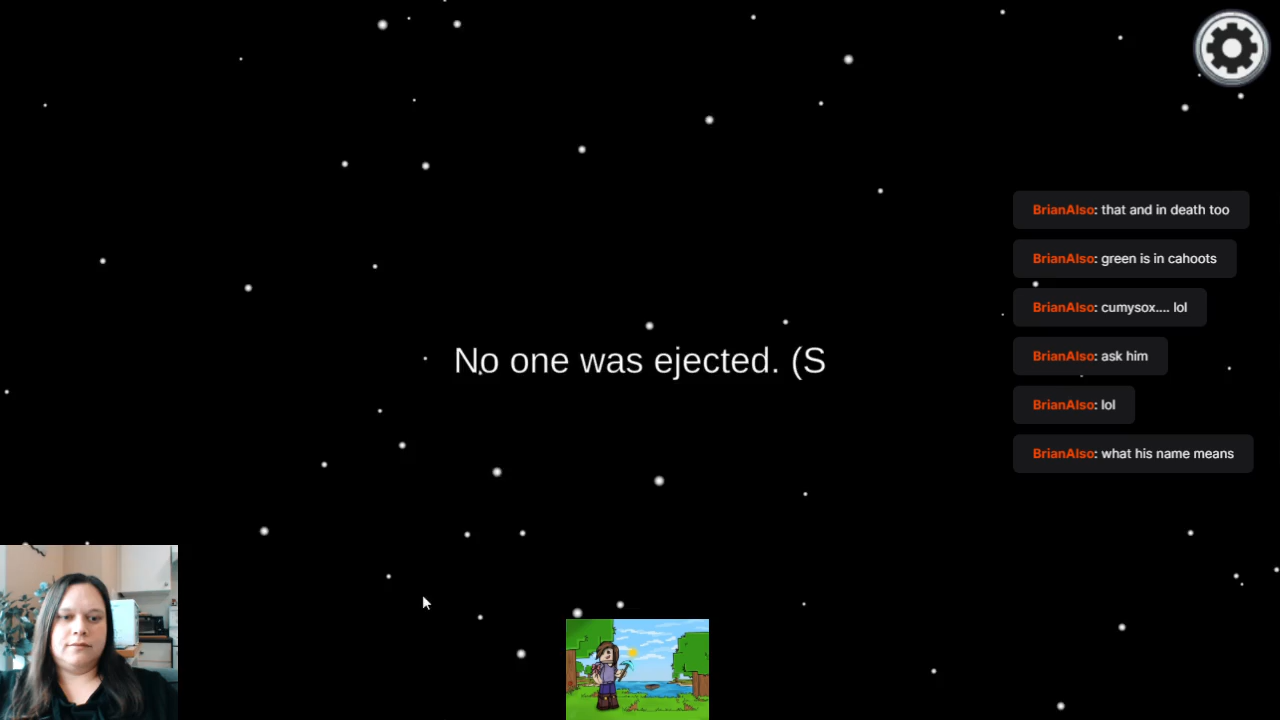 BrianAlso: that and in death too
BrianAlso: green is in cahoots
BrianAlso: cumysox.... lol
No one was ejected. (S
BrianAlso: ask him
BrianAlso: lol
BrianAlso: what his name means